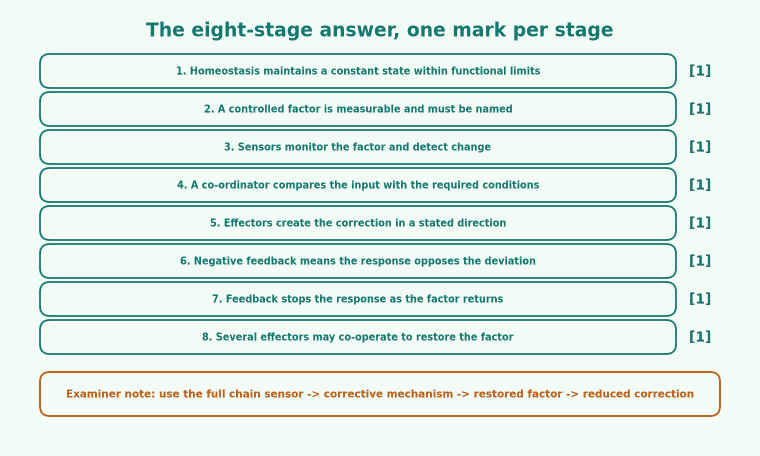 The eight-stage answer, one mark per stage
1. Homeostasis maintains a constant state within functional limits [1]
2. A controlled factor is measurable and must be named [1]
3. Sensors monitor the factor and detect change [1]
4. A co-ordinator compares the input with the required conditions [1]
5. Effectors create the correction in a stated direction [1]
6. Negative feedback means the response opposes the deviation [1]
7. Feedback stops the response as the factor returns [1]
8. Several effectors may co-operate to restore the factor [1]
Examiner note: use the full chain sensor -> corrective mechanism -> restored factor -> reduced correction